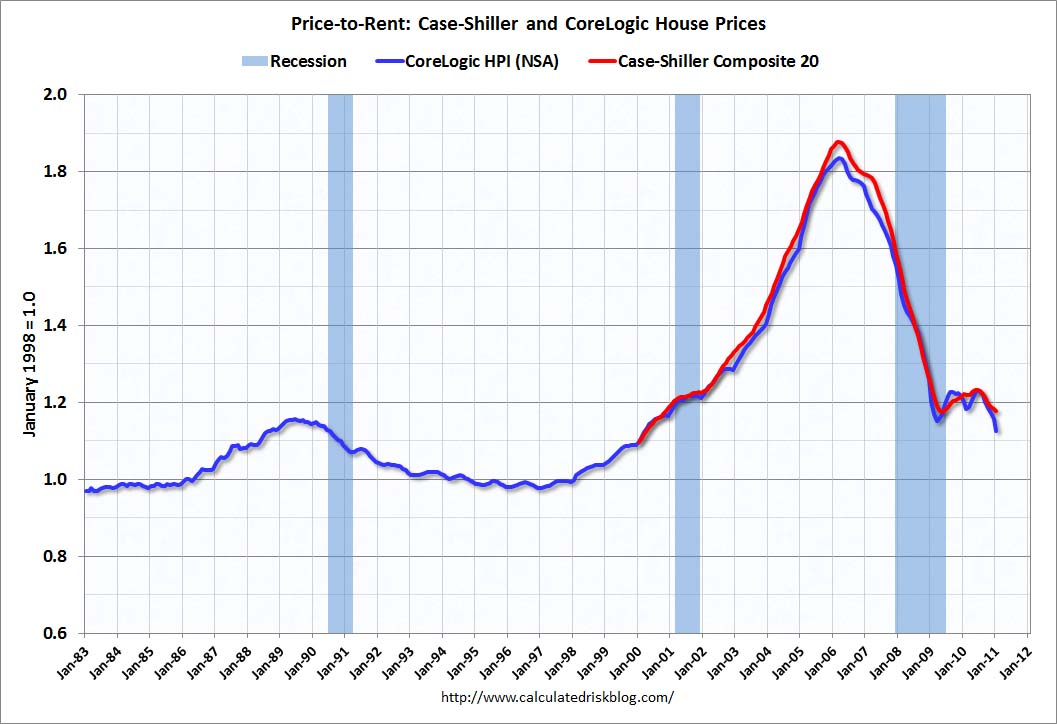 Price-to-Rent: Case-Shiller and CoreLogic House Prices
Recession CoreLogic HPI (NSA) Case-Shiller Composite 20
2.0
1.8
1.6
1.4
1.2
1.0
0.8
0.6
January 1998 = 1.0
Jan-83 Jan-84 Jan-85 Jan-86 Jan-87 Jan-88 Jan-89 Jan-90 Jan-91 Jan-92 Jan-93 Jan-94 Jan-95 Jan-96 Jan-97 Jan-98 Jan-99 Jan-00 Jan-01 Jan-02 Jan-03 Jan-04 Jan-05 Jan-06 Jan-07 Jan-08 Jan-09 Jan-10 Jan-11 Jan-12
http://www.calculatedriskblog.com/